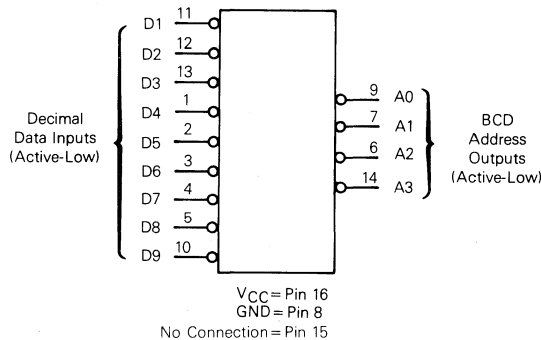 D1 11
D2 12
D3 13
D4 1
D5 2
D6 3
D7 4
D8 5
D9 10
Decimal
Data Inputs
(Active-Low)
9 A0
7 A1
6 A2
14 A3
BCD
Address
Outputs
(Active-Low)
VCC = Pin 16
GND = Pin 8
No Connection = Pin 15